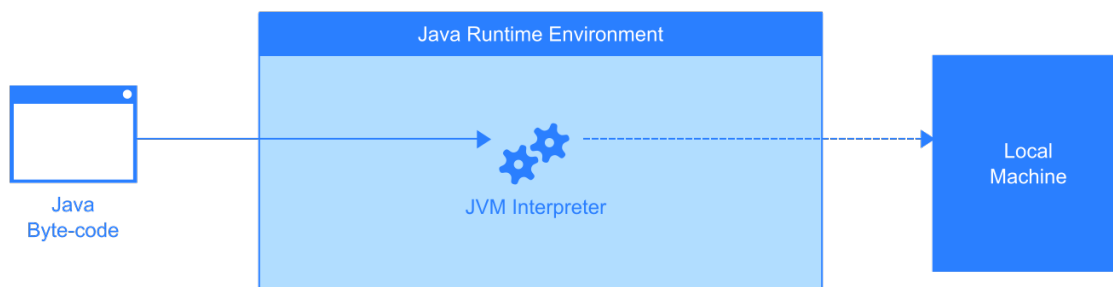 Java Runtime Environment
Java
Byte-code
JVM Interpreter
Local
Machine